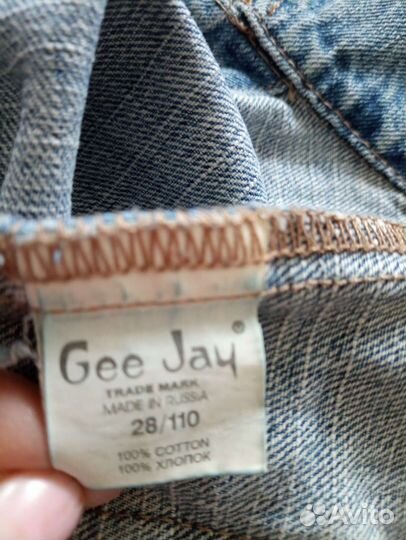 Gee Jay®
TRADE MARK
MADE IN RUSSIA
28/110
100% COTTON
100% ХЛОПОК
Avito